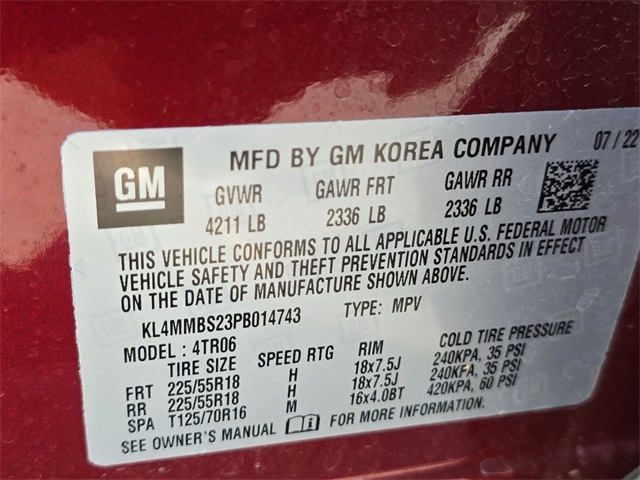 GM
MFD BY GM KOREA COMPANY 07/22
GVWR GAWR FRT GAWR RR
4211 LB 2336 LB 2336 LB
THIS VEHICLE CONFORMS TO ALL APPLICABLE U.S. FEDERAL MOTOR
VEHICLE SAFETY AND THEFT PREVENTION STANDARDS IN EFFECT
ON THE DATE OF MANUFACTURE SHOWN ABOVE.
KL4MMBS23PB014743 TYPE: MPV
MODEL: 4TR06
TIRE SIZE SPEED RTG RIM COLD TIRE PRESSURE
FRT 225/55R18 H 18x7.5J 240KPA, 35 PSI
RR 225/55R18 H 18x7.5J 240KPA, 35 PSI
SPA T125/70R16 M 16x4.0BT 420KPA, 60 PSI
SEE OWNER'S MANUAL FOR MORE INFORMATION.